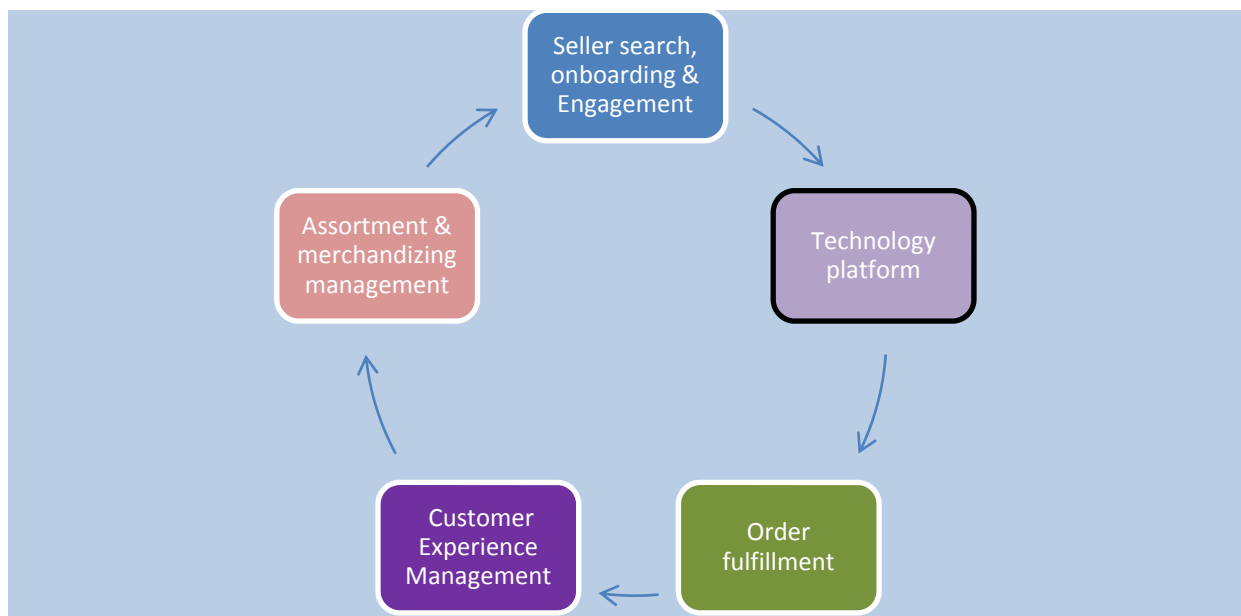 Seller search,
onboarding &
Engagement
Technology
platform
Order
fulfillment
Customer
Experience
Management
Assortment &
merchandizing
management